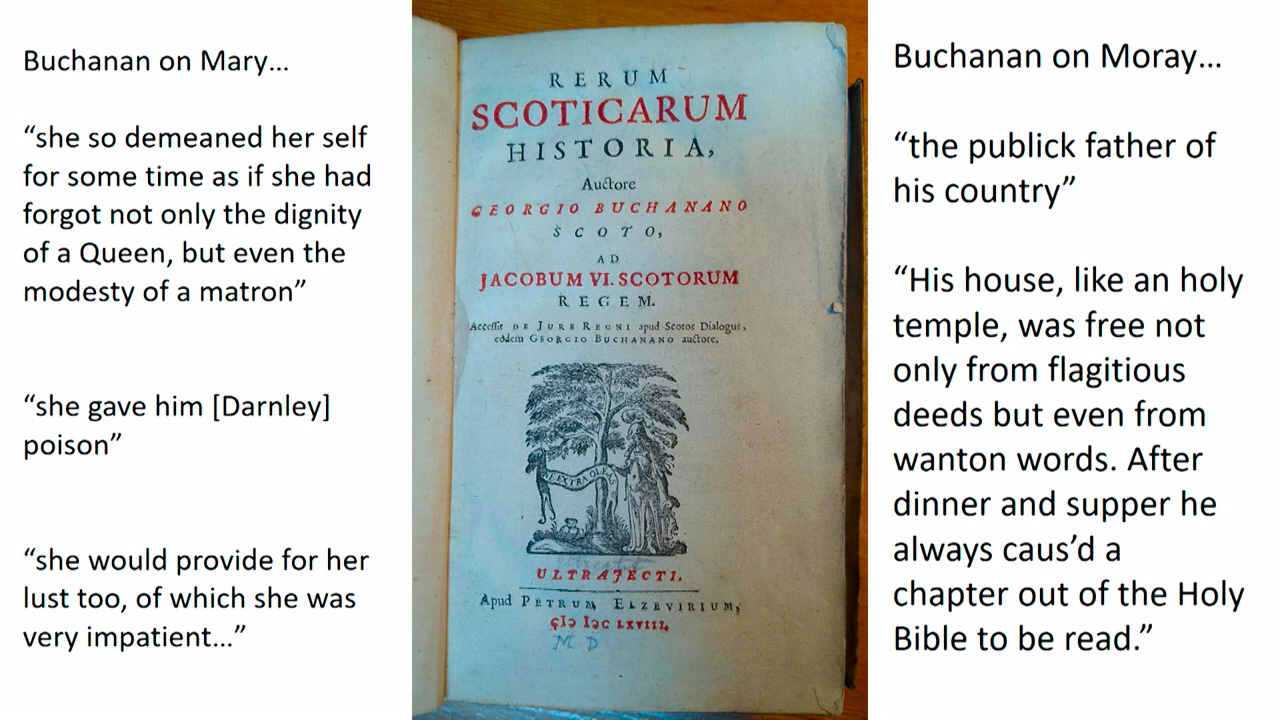 Buchanan on Mary…
“she so demeaned her self
for some time as if she had
forgot not only the dignity
of a Queen, but even the
modesty of a matron”
“she gave him [Darnley]
poison”
“she would provide for her
lust too, of which she was
very impatient…”
RERUM
SCOTICARUM
HISTORIA,
Auctore
GEORGIO BUCHANANO
SCOTO,
AD
JACOBUM VI. SCOTORUM
REGEM.
Accessit DE JURE REGNI apud Scotos Dialogus,
eodem GEORGIO BUCHANANO auctore.
NE EXTRA OLEAS
ULTRAJECTI.
Apud PETRUM ELZEVIRIUM,
CIↃ IↃC LXVIII.
M D
Buchanan on Moray…
“the publick father of
his country”
“His house, like an holy
temple, was free not
only from flagitious
deeds but even from
wanton words. After
dinner and supper he
always caus’d a
chapter out of the Holy
Bible to be read.”